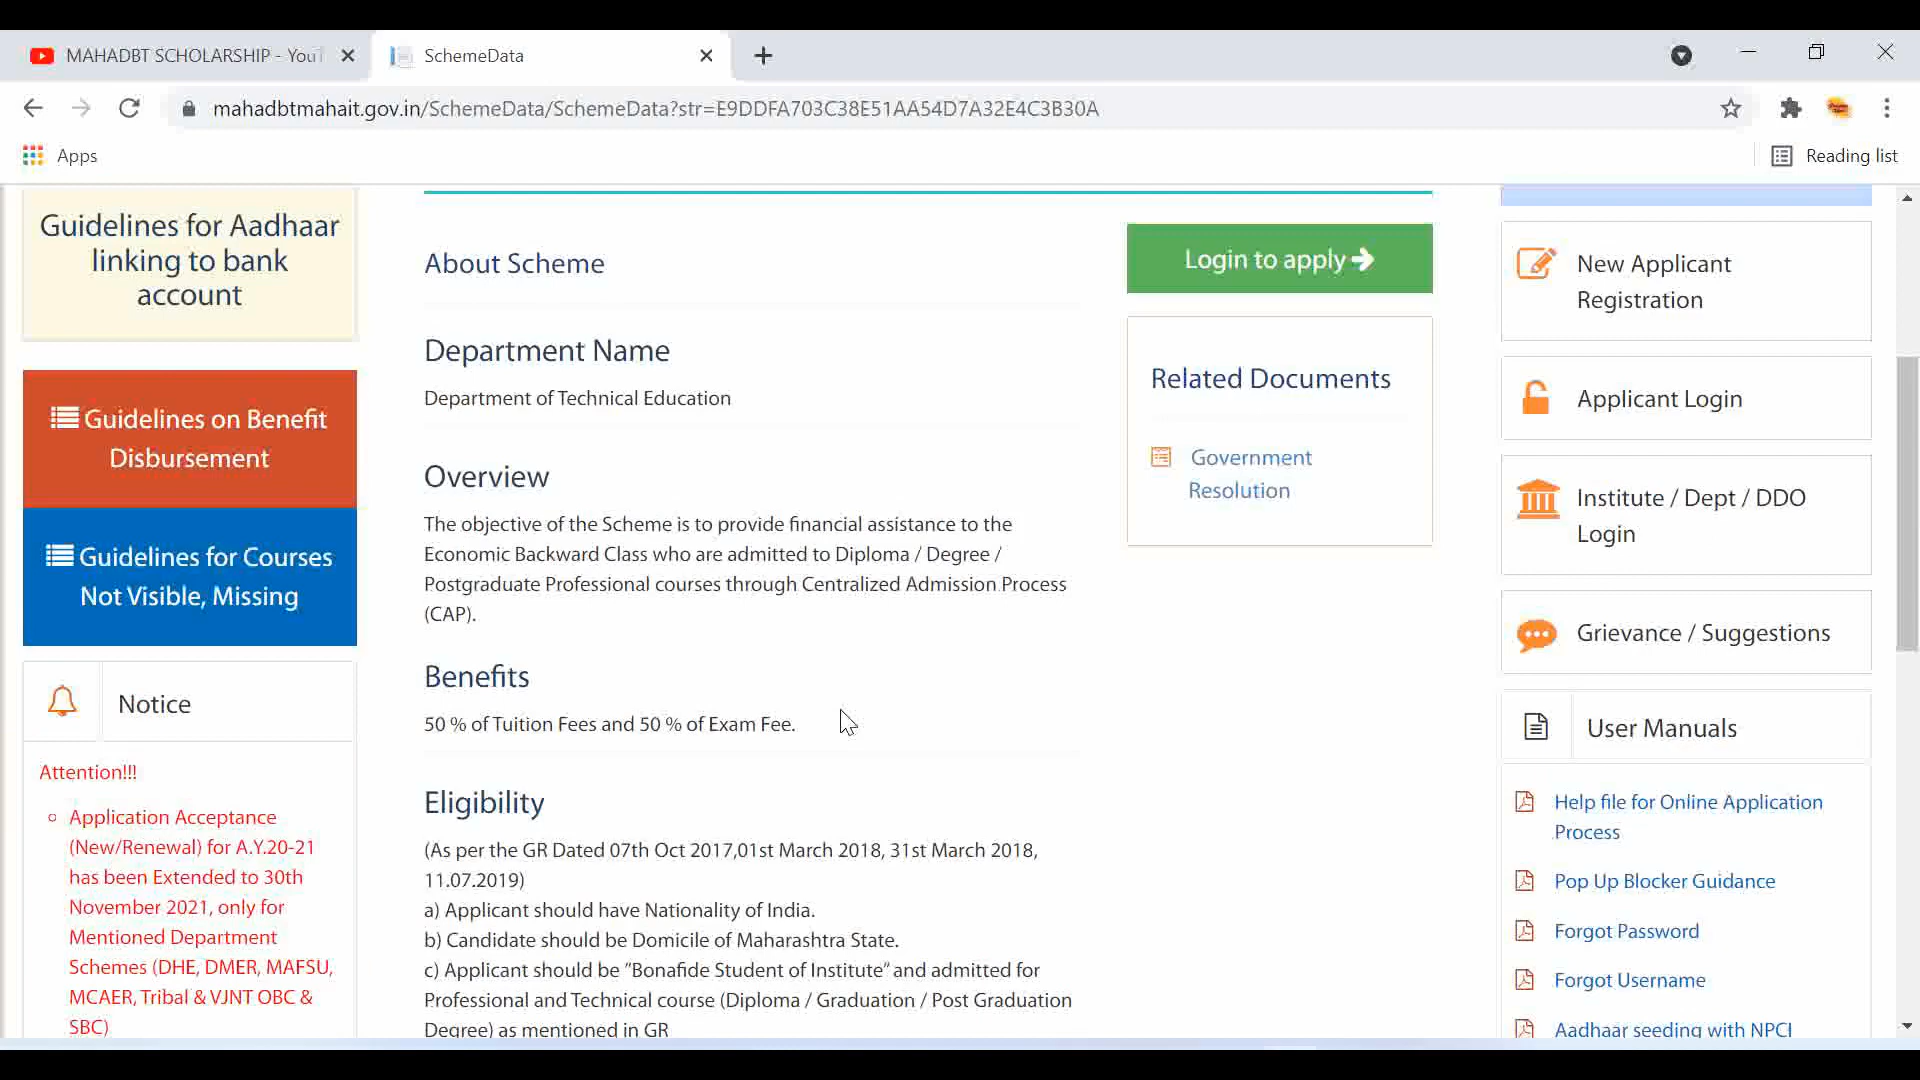 MAHADBT SCHOLARSHIP - YouT
SchemeData
mahadbtmahait.gov.in/SchemeData/SchemeData?str=E9DDFA703C38E51AA54D7A32E4C3B30A
Apps
Reading list
Guidelines for Aadhaar
linking to bank
account
Guidelines on Benefit
Disbursement
Guidelines for Courses
Not Visible, Missing
Notice
Attention!!!
Application Acceptance
(New/Renewal) for A.Y.20-21
has been Extended to 30th
November 2021, only for
Mentioned Department
Schemes (DHE, DMER, MAFSU,
MCAER, Tribal & VJNT OBC &
SBC)
About Scheme
Department Name
Department of Technical Education
Overview
The objective of the Scheme is to provide financial assistance to the
Economic Backward Class who are admitted to Diploma / Degree /
Postgraduate Professional courses through Centralized Admission Process
(CAP).
Benefits
50 % of Tuition Fees and 50 % of Exam Fee.
Eligibility
(As per the GR Dated 07th Oct 2017,01st March 2018, 31st March 2018,
11.07.2019)
a) Applicant should have Nationality of India.
b) Candidate should be Domicile of Maharashtra State.
c) Applicant should be “Bonafide Student of Institute” and admitted for
Professional and Technical course (Diploma / Graduation / Post Graduation
Degree) as mentioned in GR
Login to apply
Related Documents
Government
Resolution
New Applicant
Registration
Applicant Login
Institute / Dept / DDO
Login
Grievance / Suggestions
User Manuals
Help file for Online Application
Process
Pop Up Blocker Guidance
Forgot Password
Forgot Username
Aadhaar seeding with NPCI